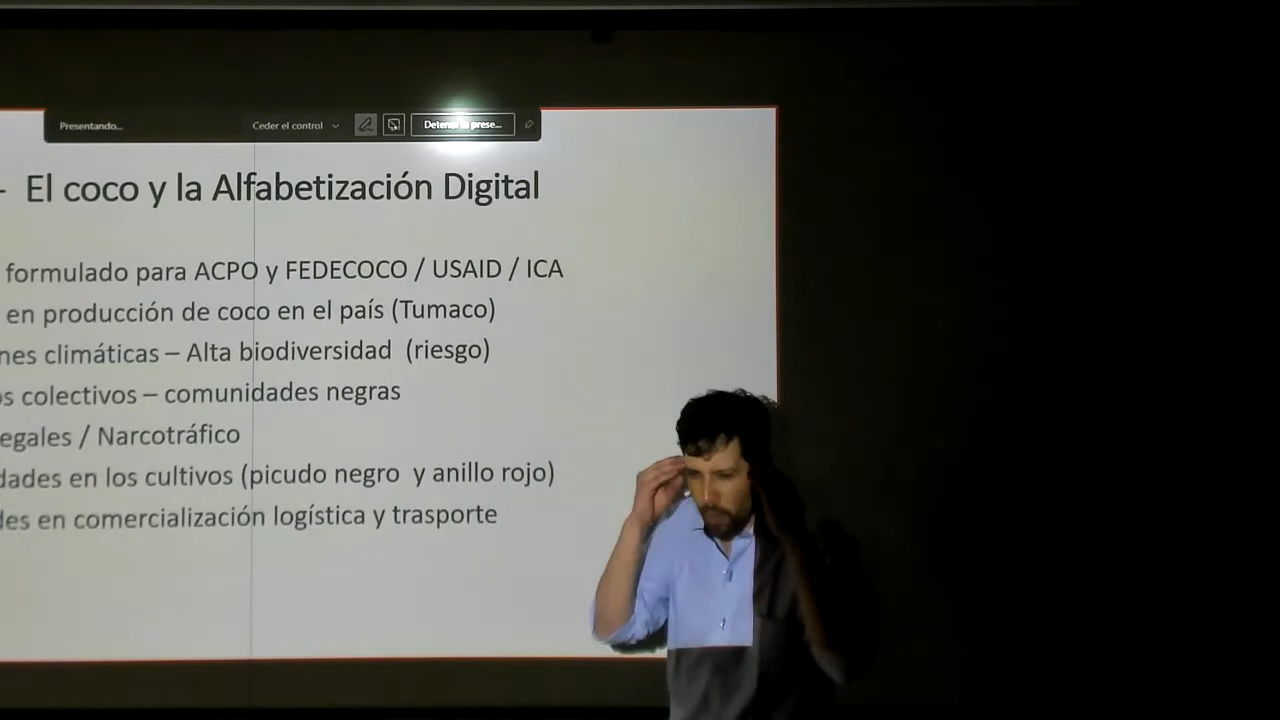 Presentando... Ceder el control Detener prese...
- El coco y la Alfabetización Digital
formulado para ACPO y FEDECOCO / USAID / ICA
en producción de coco en el país (Tumaco)
nes climáticas – Alta biodiversidad (riesgo)
os colectivos – comunidades negras
egales / Narcotráfico
dades en los cultivos (picudo negro y anillo rojo)
des en comercialización logística y trasporte